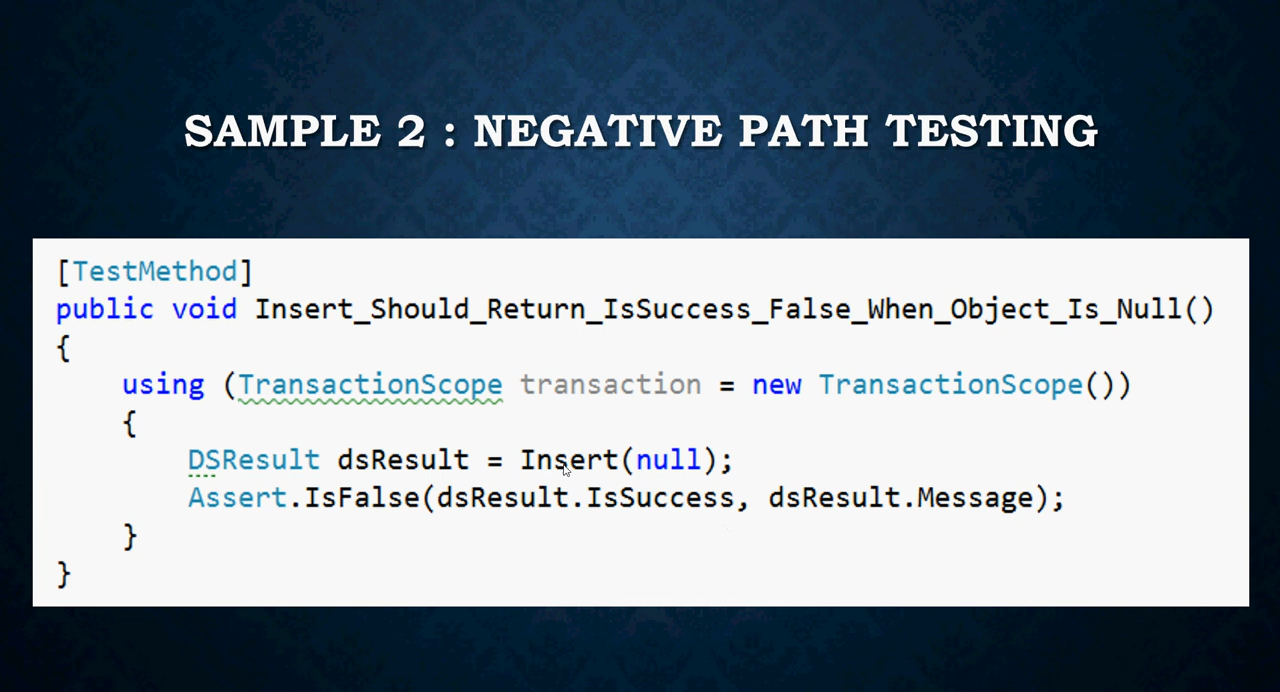 SAMPLE 2 : NEGATIVE PATH TESTING
[TestMethod]
public void Insert_Should_Return_IsSuccess_False_When_Object_Is_Null()
{
    using (TransactionScope transaction = new TransactionScope())
    {
        DSResult dsResult = Insert(null);
        Assert.IsFalse(dsResult.IsSuccess, dsResult.Message);
    }
}